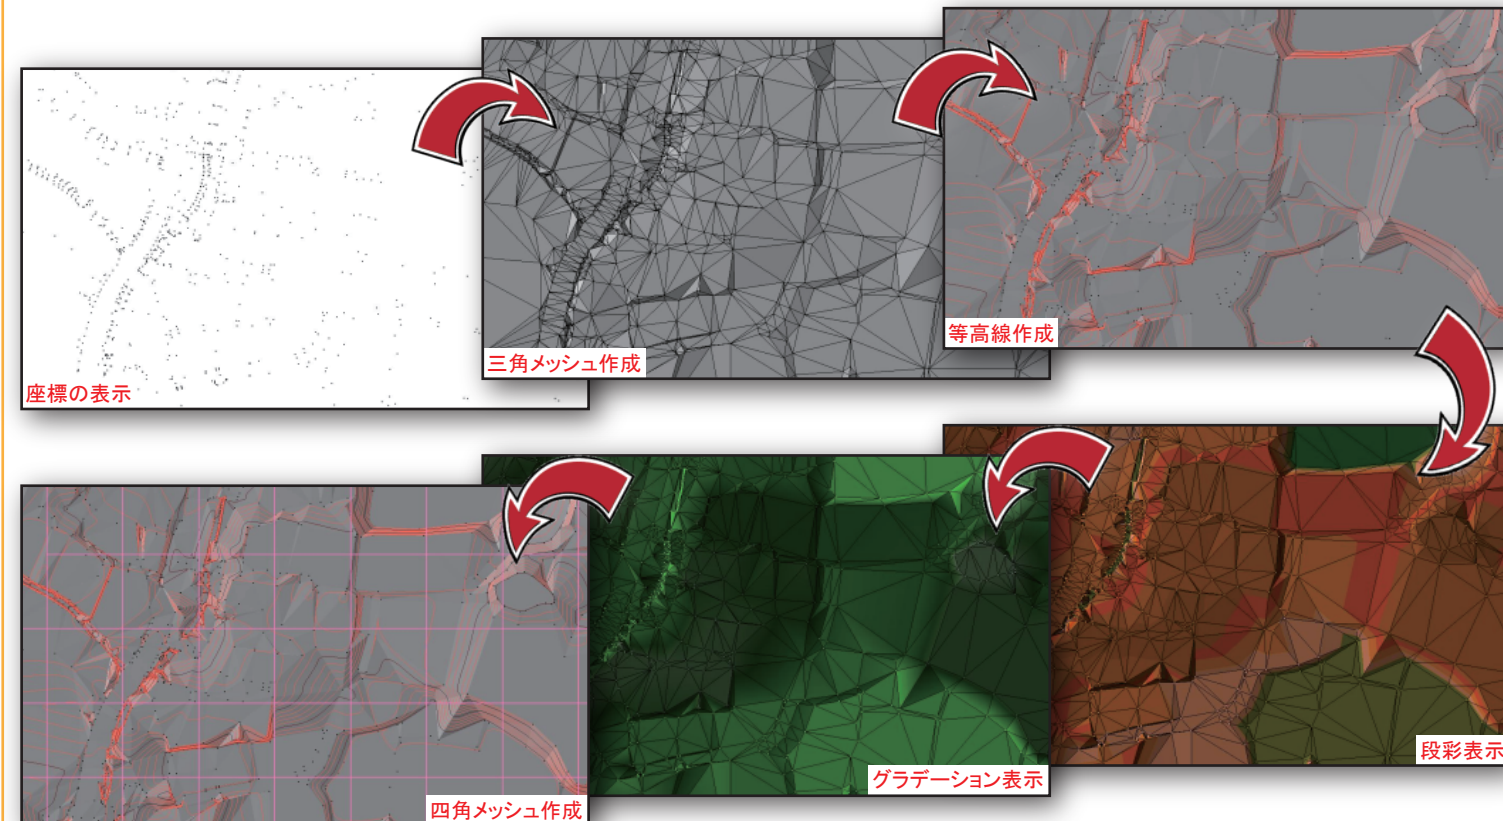 座標の表示
三角メッシュ作成
等高線作成
段彩表示
グラデーション表示
四角メッシュ作成